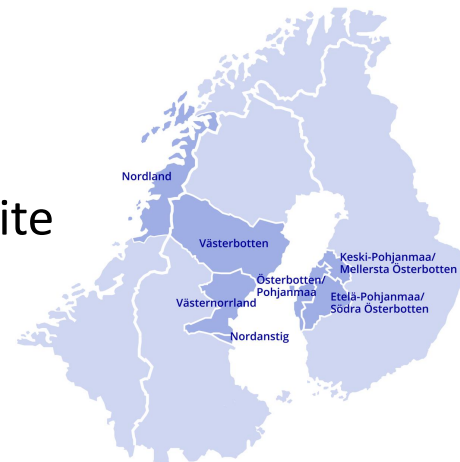 Nordland
ite
Västerbotten
Keski-Pohjanmaa/
Mellersta Österbotten
Österbotten/
Pohjanmaa
Etelä-Pohjanmaa/
Södra Österbotten
Västernorrland
Nordanstig